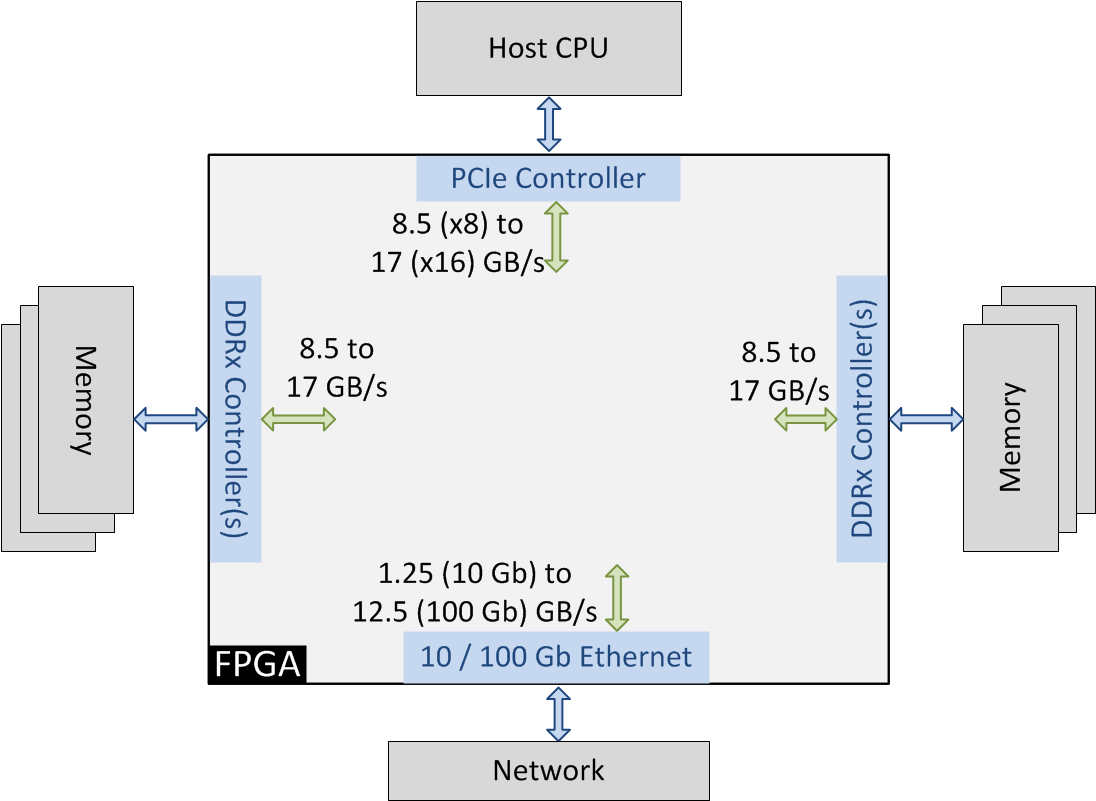 Host CPU
PCIe Controller
8.5 (x8) to
17 (x16) GB/s
Memory
DDRx Controller(s)
8.5 to
17 GB/s
8.5 to
17 GB/s
DDRx Controller(s)
Memory
1.25 (10 Gb) to
12.5 (100 Gb) GB/s
10 / 100 Gb Ethernet
FPGA
Network